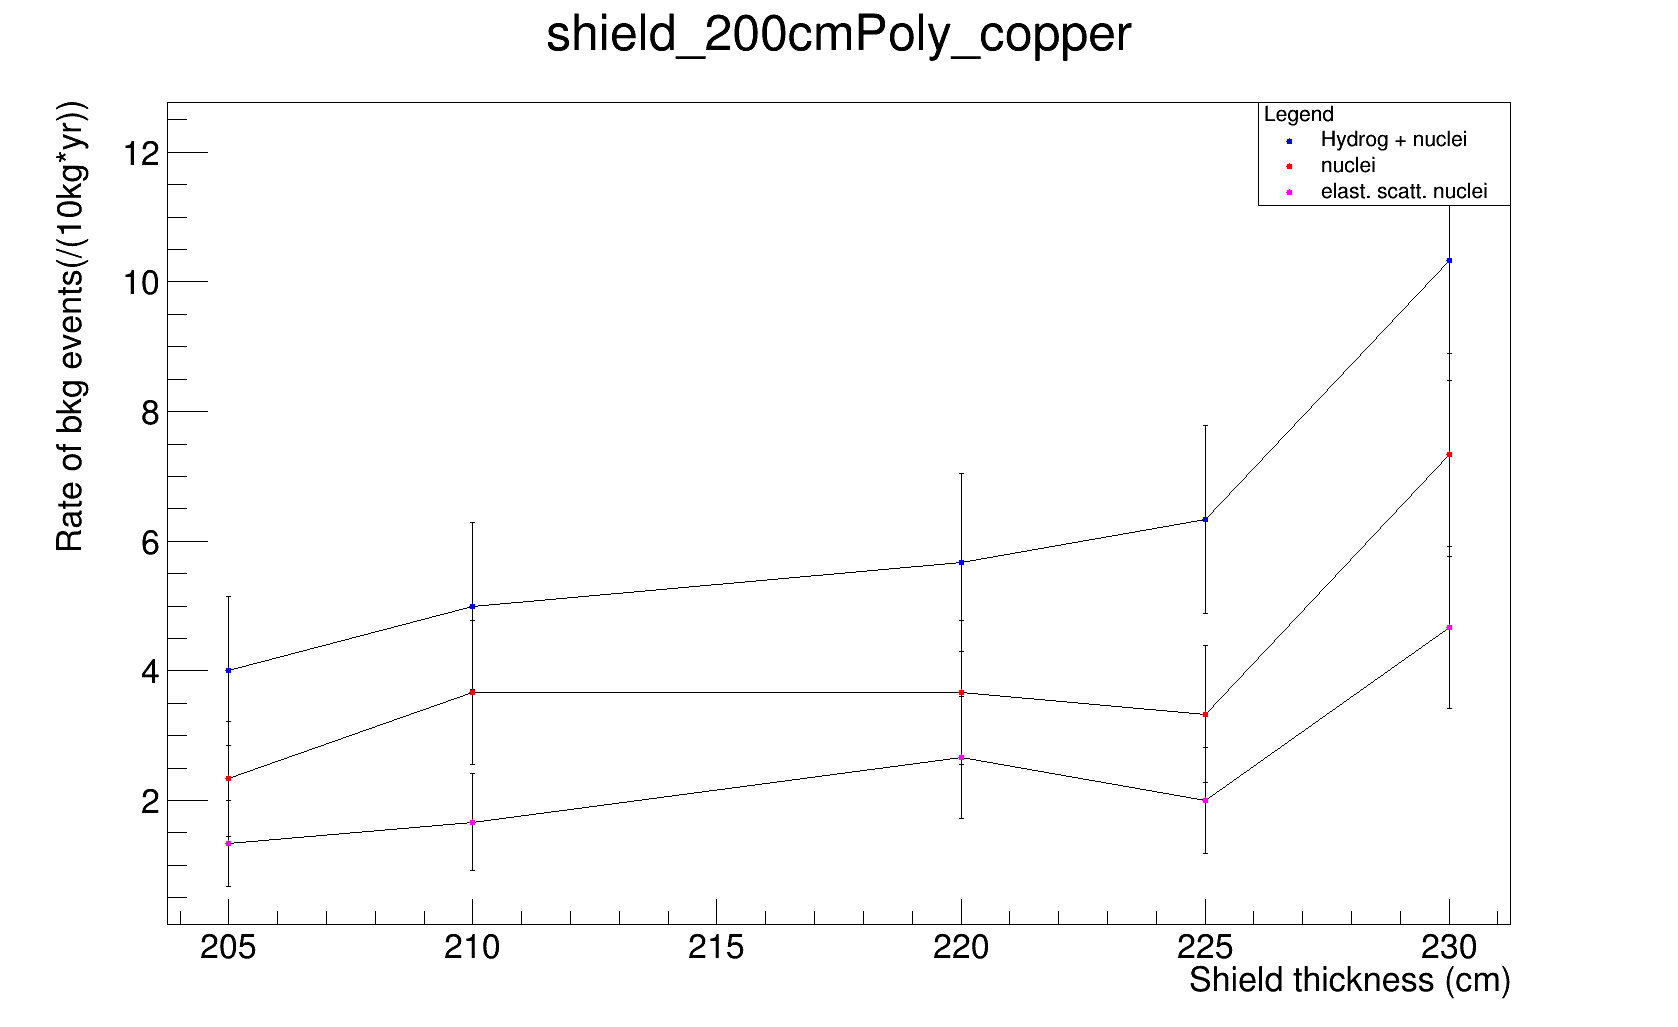 shield_200cmPoly_copper
Rate of bkg events(/(10kg*yr))
12
10
8
6
4
2
Legend
Hydrog + nuclei
nuclei
elast. scatt. nuclei
205 210 215 220 225 230
Shield thickness (cm)